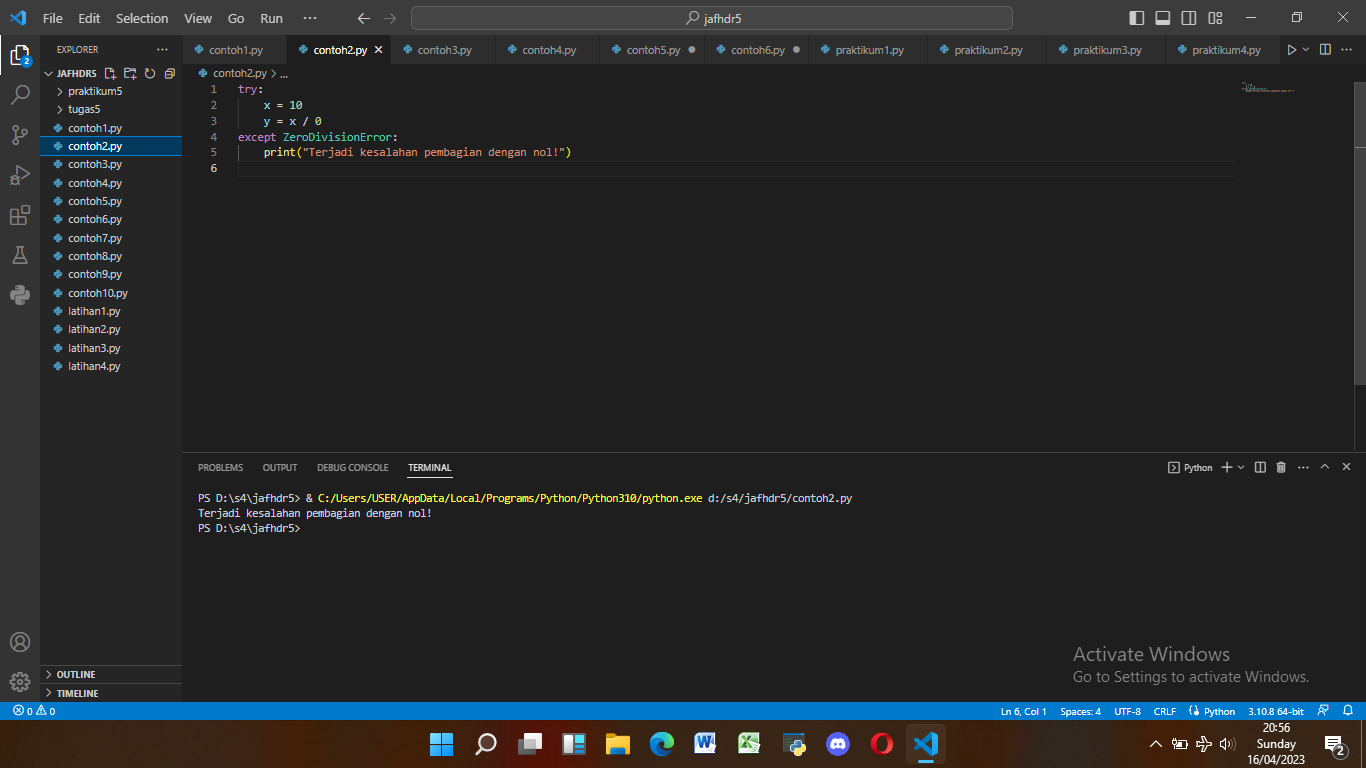 File Edit Selection View Go Run ··· jafhdr5
EXPLORER ···
contoh1.py contoh2.py contoh3.py contoh4.py contoh5.py contoh6.py praktikum1.py praktikum2.py praktikum3.py praktikum4.py ···
JAFHDR5
praktikum5
tugas5
contoh1.py
contoh2.py
contoh3.py
contoh4.py
contoh5.py
contoh6.py
contoh7.py
contoh8.py
contoh9.py
contoh10.py
latihan1.py
latihan2.py
latihan3.py
latihan4.py
OUTLINE
TIMELINE
contoh2.py > ...
1 try:
2     x = 10
3     y = x / 0
4 except ZeroDivisionError:
5     print("Terjadi kesalahan pembagian dengan nol!")
6
PROBLEMS OUTPUT DEBUG CONSOLE TERMINAL Python ···
PS D:\s4\jafhdr5> & C:/Users/USER/AppData/Local/Programs/Python/Python310/python.exe d:/s4/jafhdr5/contoh2.py
Terjadi kesalahan pembagian dengan nol!
PS D:\s4\jafhdr5>
Activate Windows
Go to Settings to activate Windows.
0 0 Ln 6, Col 1 Spaces: 4 UTF-8 CRLF Python 3.10.8 64-bit
2
20:56
Sunday
16/04/2023
2